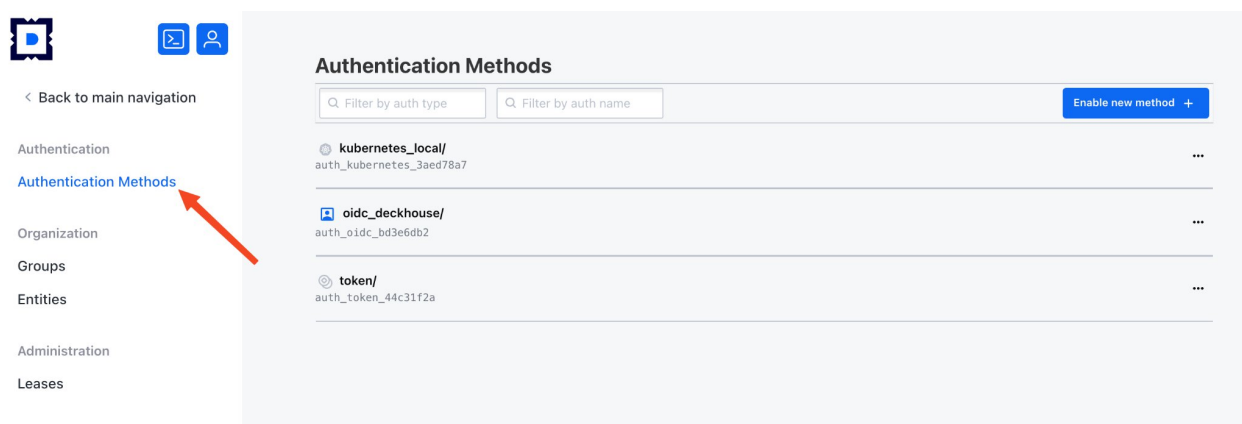 Back to main navigation
Authentication
Authentication Methods
Organization
Groups
Entities
Administration
Leases
Authentication Methods
Filter by auth type
Filter by auth name
Enable new method +
kubernetes_local/
auth_kubernetes_3aed78a7
oidc_deckhouse/
auth_oidc_bd3e6db2
token/
auth_token_44c31f2a